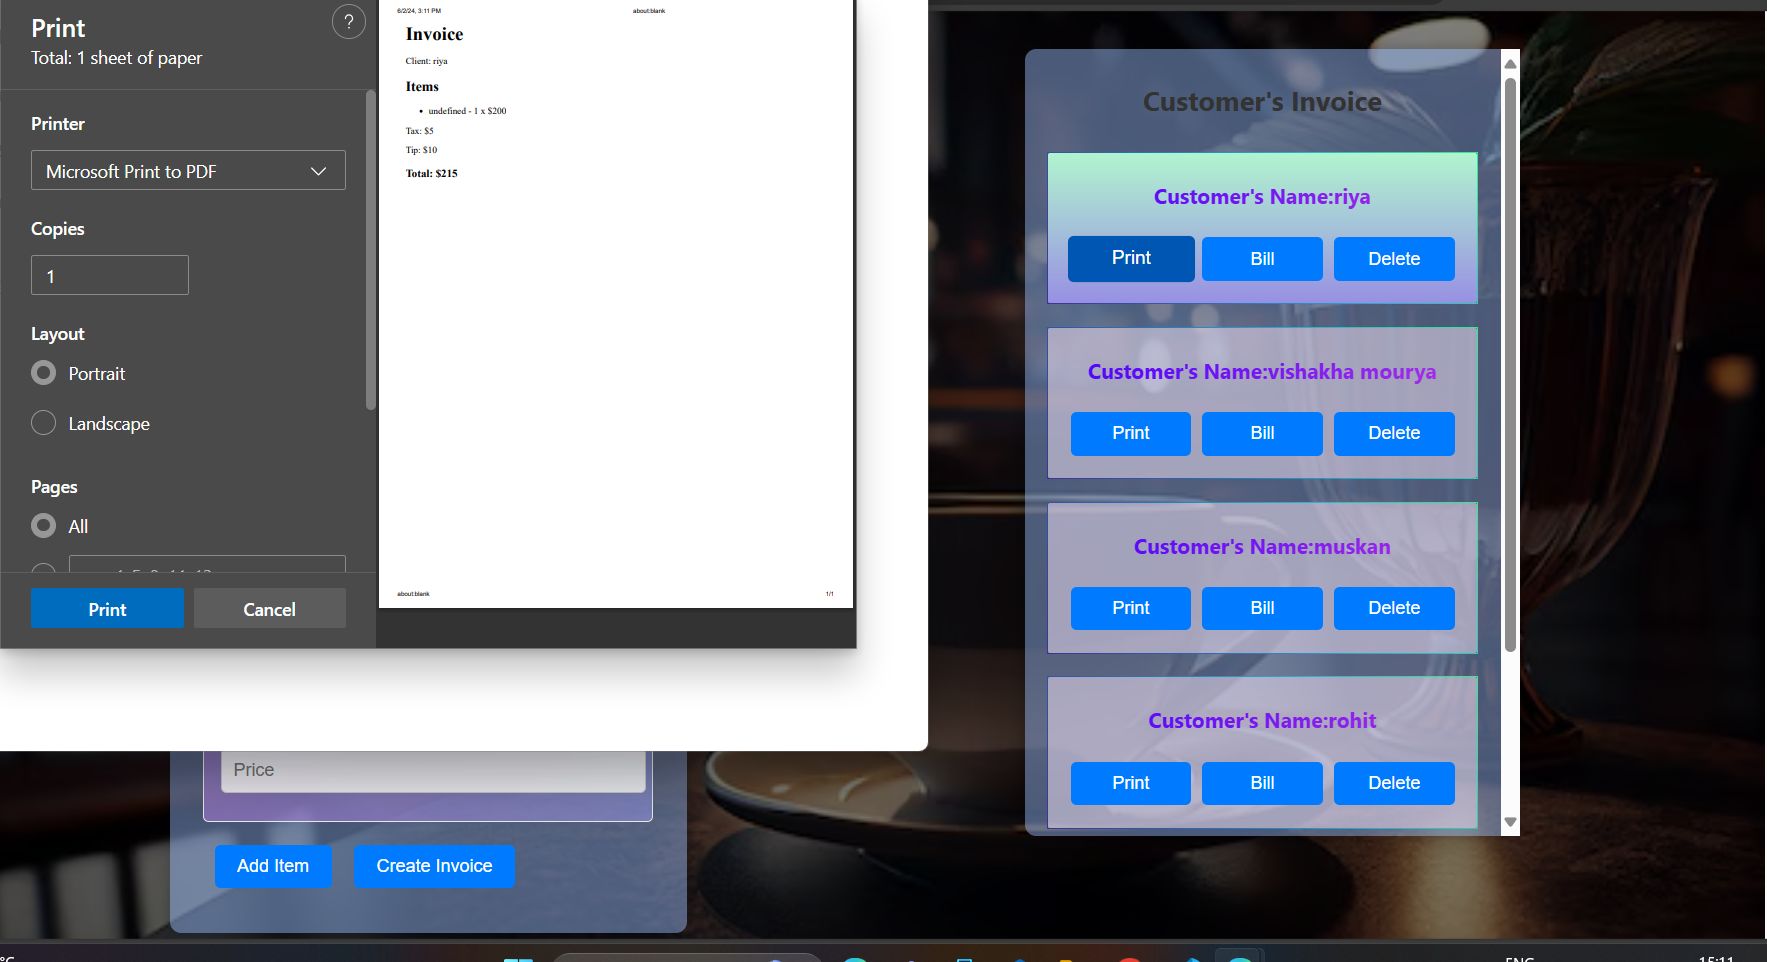 Print
?
Total: 1 sheet of paper
Printer
Microsoft Print to PDF
Copies
1
Layout
Portrait
Landscape
Pages
All
Print
Cancel
6/2/24, 3:11 PM
about:blank
Invoice
Client: riya
Items
• undefined - 1 x $200
Tax: $5
Tip: $10
Total: $215
about:blank
1/1
Price
Add Item
Create Invoice
Customer's Invoice
Customer's Name:riya
Print
Bill
Delete
Customer's Name:vishakha mourya
Print
Bill
Delete
Customer's Name:muskan
Print
Bill
Delete
Customer's Name:rohit
Print
Bill
Delete